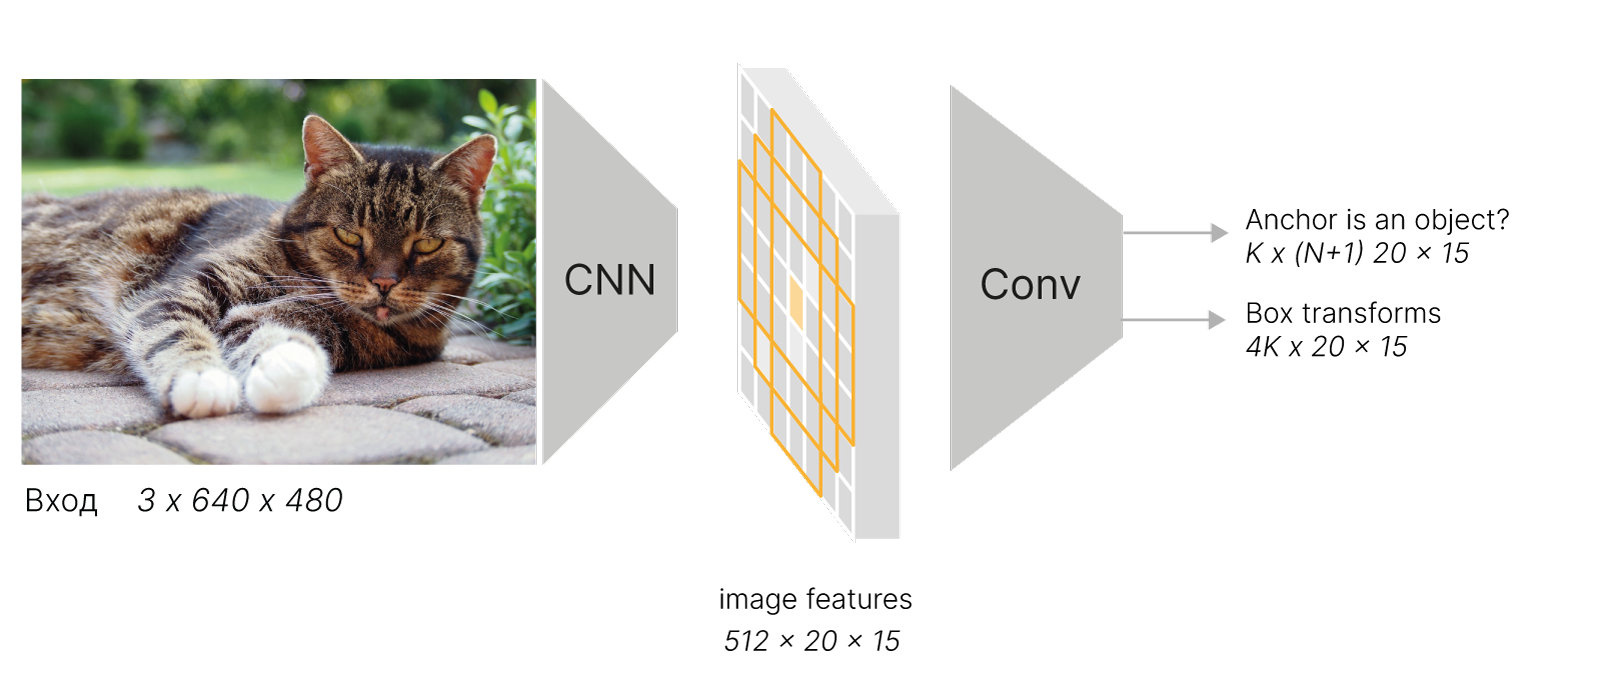 CNN
Conv
Anchor is an object?
K x (N+1) 20 × 15
Box transforms
4K x 20 × 15
Вход 3 x 640 x 480
image features
512 × 20 × 15